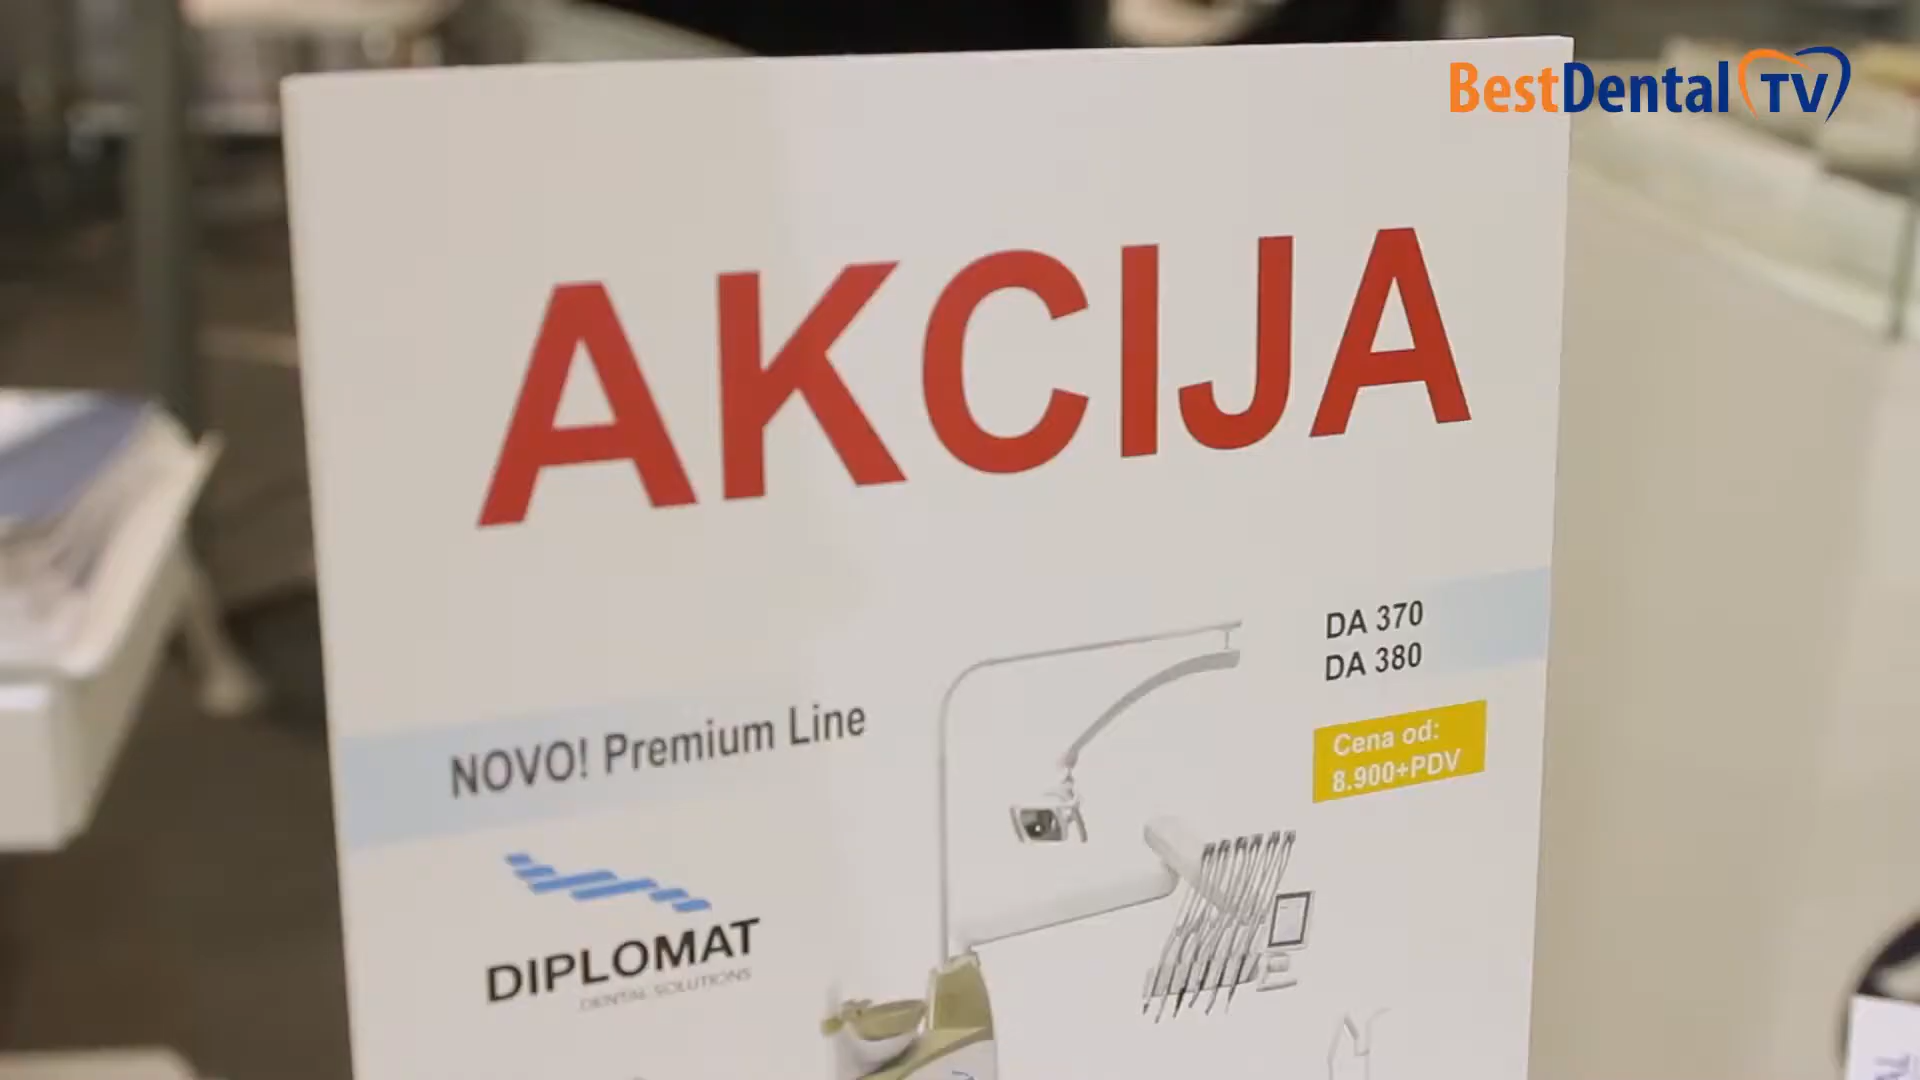 BestDental TV
AKCIJA
DA 370
DA 380
NOVO! Premium Line
Cena od:
8.900+PDV
DIPLOMAT
DENTAL SOLUTIONS